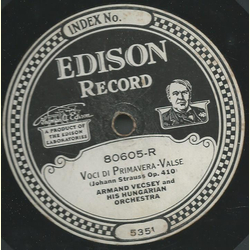 INDEX No.
EDISON
RECORD
A PRODUCT OF
THE EDISON
LABORATORIES
80605-R
VOCI DI PRIMAVERA-VALSE
(Johann Strauss Op. 410)
ARMAND VECSEY and
HIS HUNGARIAN
ORCHESTRA
5351